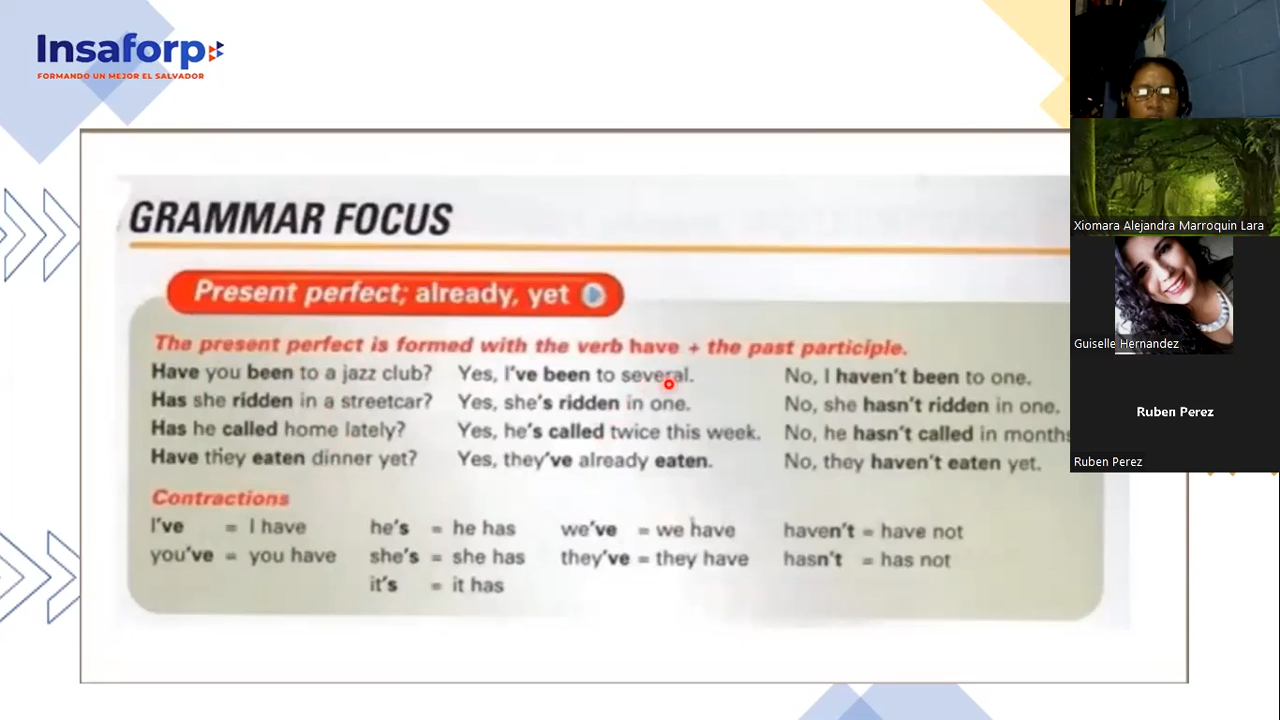 Insaforp
FORMANDO UN MEJOR EL SALVADOR
GRAMMAR FOCUS
Present perfect; already, yet
The present perfect is formed with the verb have + the past participle.
Have you been to a jazz club? Yes, I've been to several. No, I haven't been to one.
Has she ridden in a streetcar? Yes, she's ridden in one. No, she hasn't ridden in one.
Has he called home lately? Yes, he's called twice this week. No, he hasn't called in months
Have they eaten dinner yet? Yes, they've already eaten. No, they haven't eaten yet.
Contractions
I've = I have he's = he has we've = we have haven't = have not
you've = you have she's = she has they've = they have hasn't = has not
it's = it has
Xiomara Alejandra Marroquin Lara
Guiselle Hernandez
Ruben Perez
Ruben Perez